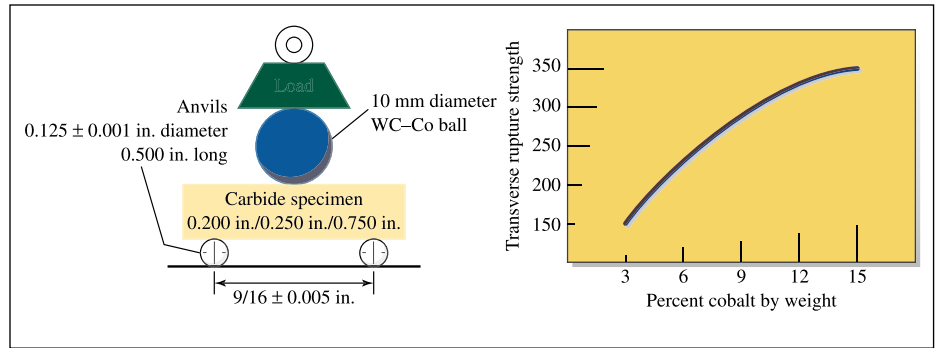 Load
Anvils
0.125 ± 0.001 in. diameter
0.500 in. long
10 mm diameter
WC–Co ball
Carbide specimen
0.200 in./0.250 in./0.750 in.
9/16 ± 0.005 in.
Transverse rupture strength
350
300
250
200
150
3 6 9 12 15
Percent cobalt by weight